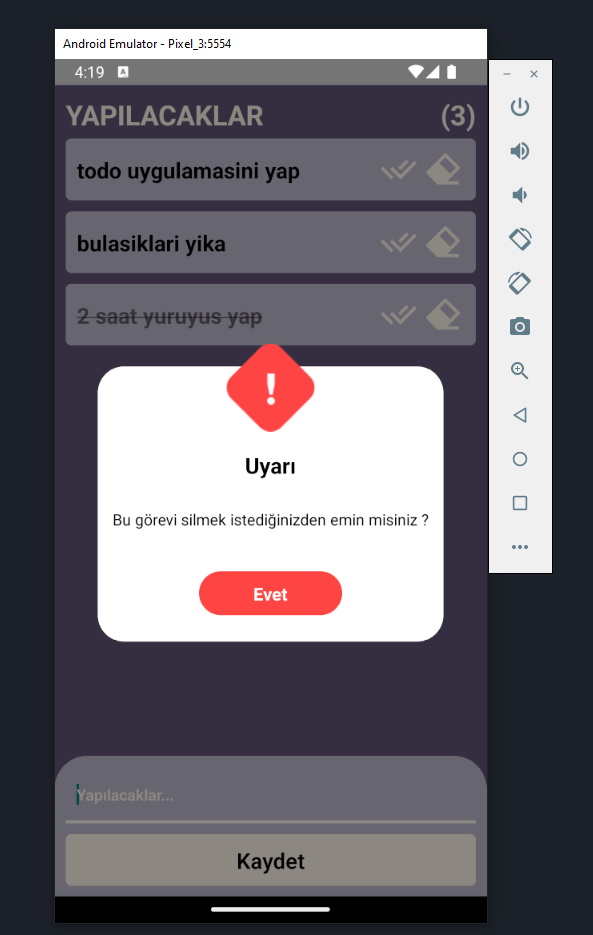 Android Emulator - Pixel_3:5554
4:19 A
YAPILACAKLAR (3)
todo uygulamasini yap
bulasiklari yika
2 saat yuruyus yap
!
Uyarı
Bu görevi silmek istediğinizden emin misiniz ?
Evet
Yapılacaklar...
Kaydet